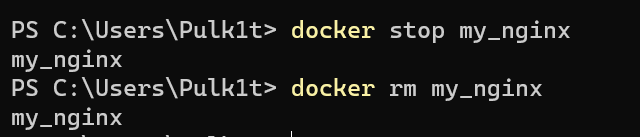 PS C:\Users\Pulk1t> docker stop my_nginx
my_nginx
PS C:\Users\Pulk1t> docker rm my_nginx
my_nginx